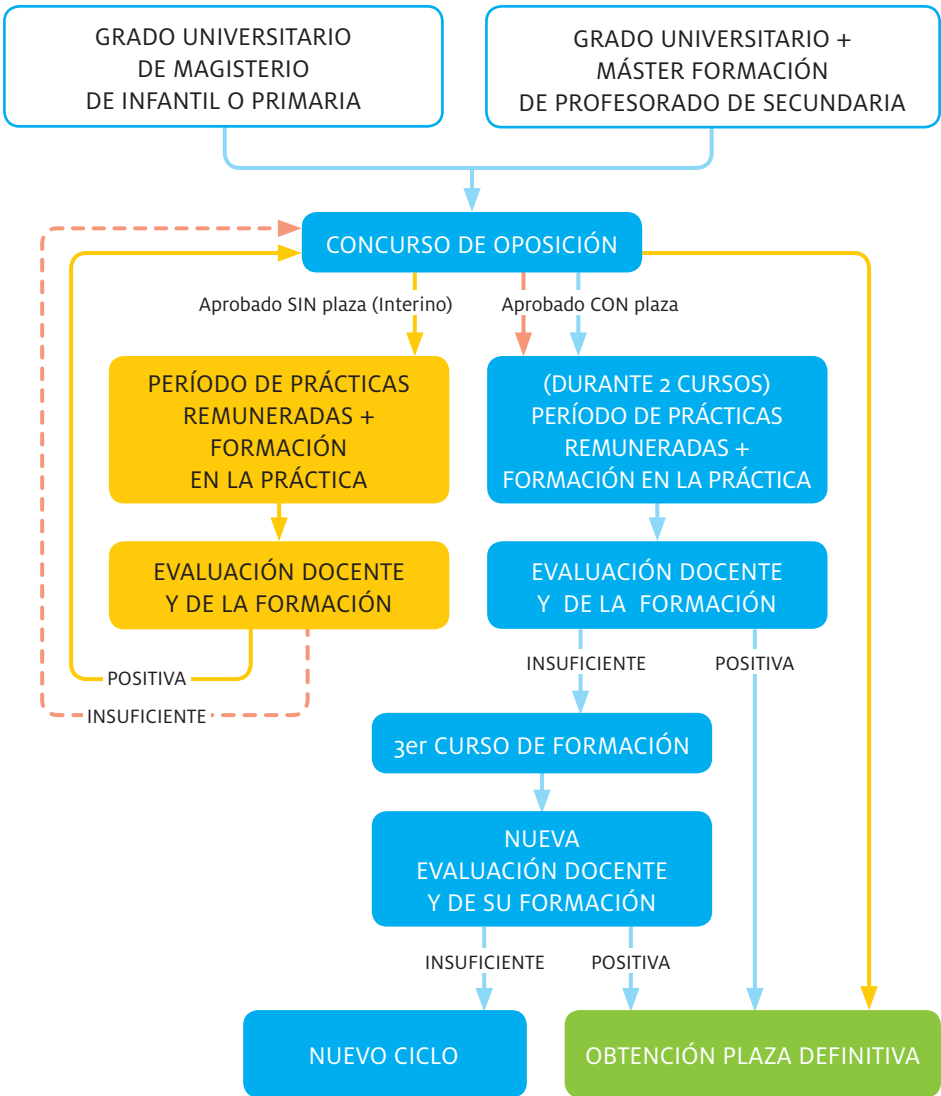 GRADO UNIVERSITARIO
DE MAGISTERIO
DE INFANTIL O PRIMARIA
GRADO UNIVERSITARIO +
MÁSTER FORMACIÓN
DE PROFESORADO DE SECUNDARIA
CONCURSO DE OPOSICIÓN
Aprobado SIN plaza (Interino)
Aprobado CON plaza
PERÍODO DE PRÁCTICAS
REMUNERADAS +
FORMACIÓN
EN LA PRÁCTICA
(DURANTE 2 CURSOS)
PERÍODO DE PRÁCTICAS
REMUNERADAS +
FORMACIÓN EN LA PRÁCTICA
EVALUACIÓN DOCENTE
Y DE LA FORMACIÓN
EVALUACIÓN DOCENTE
Y DE LA FORMACIÓN
POSITIVA
INSUFICIENTE
INSUFICIENTE
POSITIVA
3er CURSO DE FORMACIÓN
NUEVA
EVALUACIÓN DOCENTE
Y DE SU FORMACIÓN
INSUFICIENTE
POSITIVA
NUEVO CICLO
OBTENCIÓN PLAZA DEFINITIVA